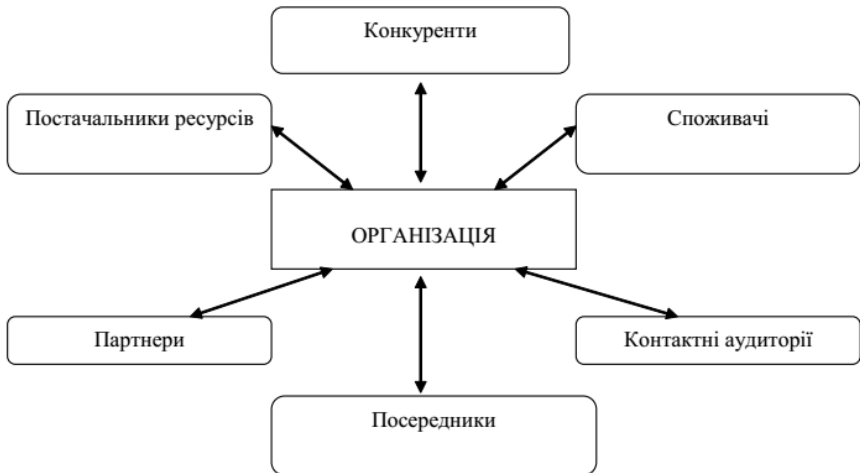 Конкуренти
Постачальники ресурсів
Споживачі
ОРГАНІЗАЦІЯ
Партнери
Контактні аудиторії
Посередники